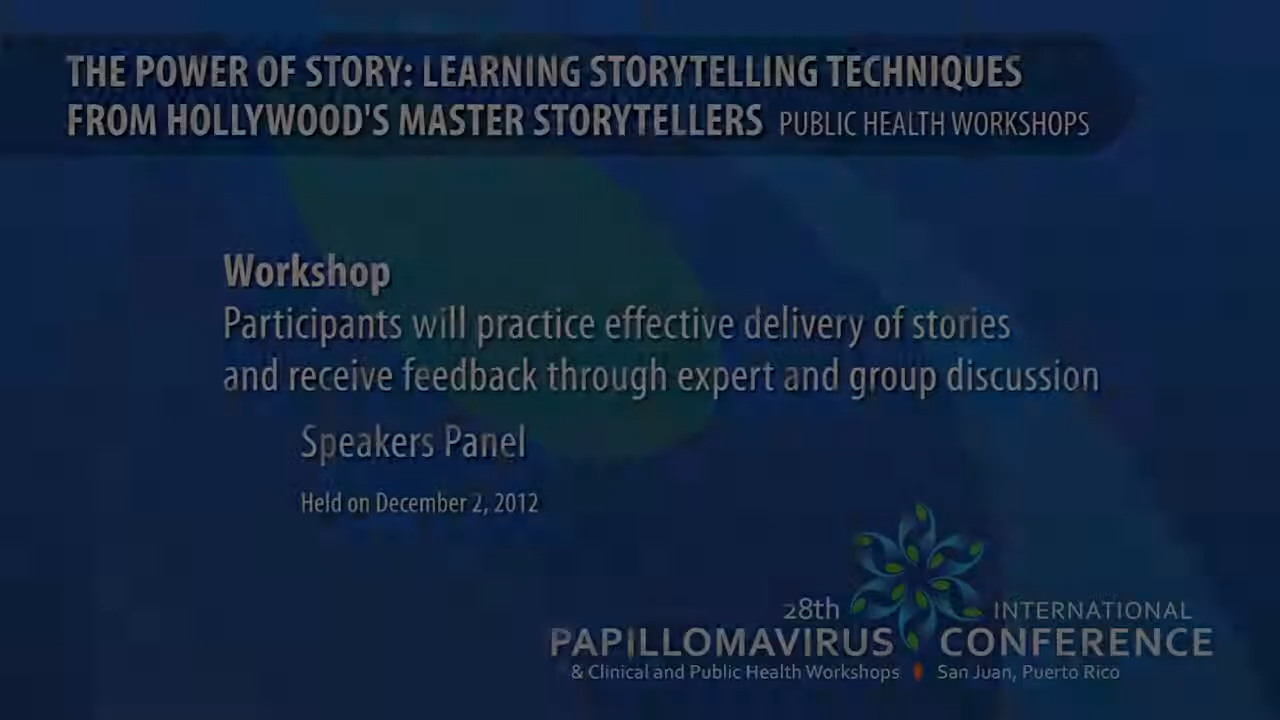 THE POWER OF STORY: LEARNING STORYTELLING TECHNIQUES
FROM HOLLYWOOD'S MASTER STORYTELLERS PUBLIC HEALTH WORKSHOPS
Workshop
Participants will practice effective delivery of stories
and receive feedback through expert and group discussion
Speakers Panel
Held on December 2, 2012
28th INTERNATIONAL
PAPILLOMAVIRUS CONFERENCE
& Clinical and Public Health Workshops San Juan, Puerto Rico